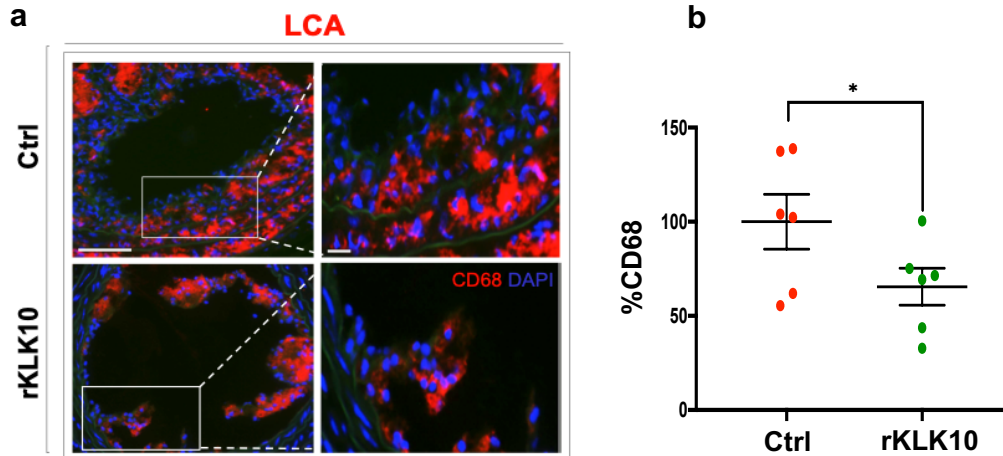 a
LCA
Ctrl
rKLK10
CD68 DAPI
b
*
%CD68
150
100
50
0
Ctrl
rKLK10